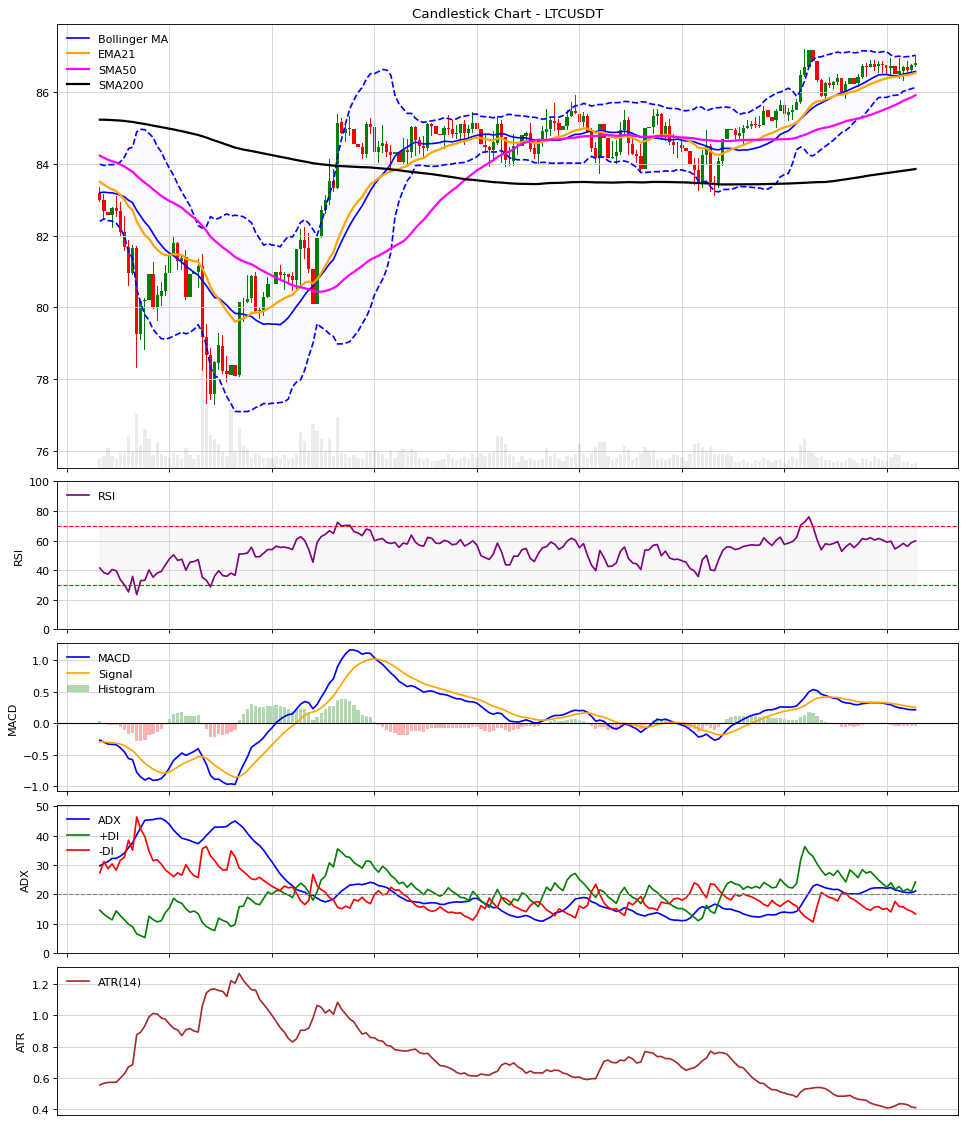 Candlestick Chart - LTCUSDT
Bollinger MA
EMA21
SMA50
SMA200
86
84
82
80
78
76
100
80
60
40
20
0
RSI
RSI
1.0
0.5
0.0
−0.5
−1.0
MACD
MACD
Signal
Histogram
50
40
30
20
10
0
ADX
ADX
+DI
-DI
1.2
1.0
0.8
0.6
0.4
ATR
ATR(14)